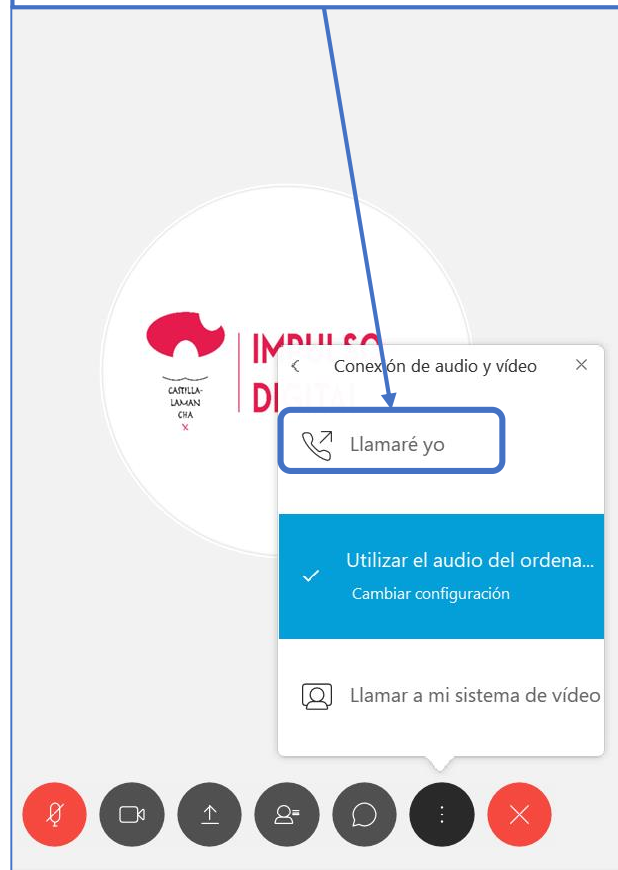 CASTILLA-
LAMAN
CHA
IMPULSO
DIGITAL
Conexión de audio y vídeo
Llamaré yo
Utilizar el audio del ordena...
Cambiar configuración
Llamar a mi sistema de vídeo